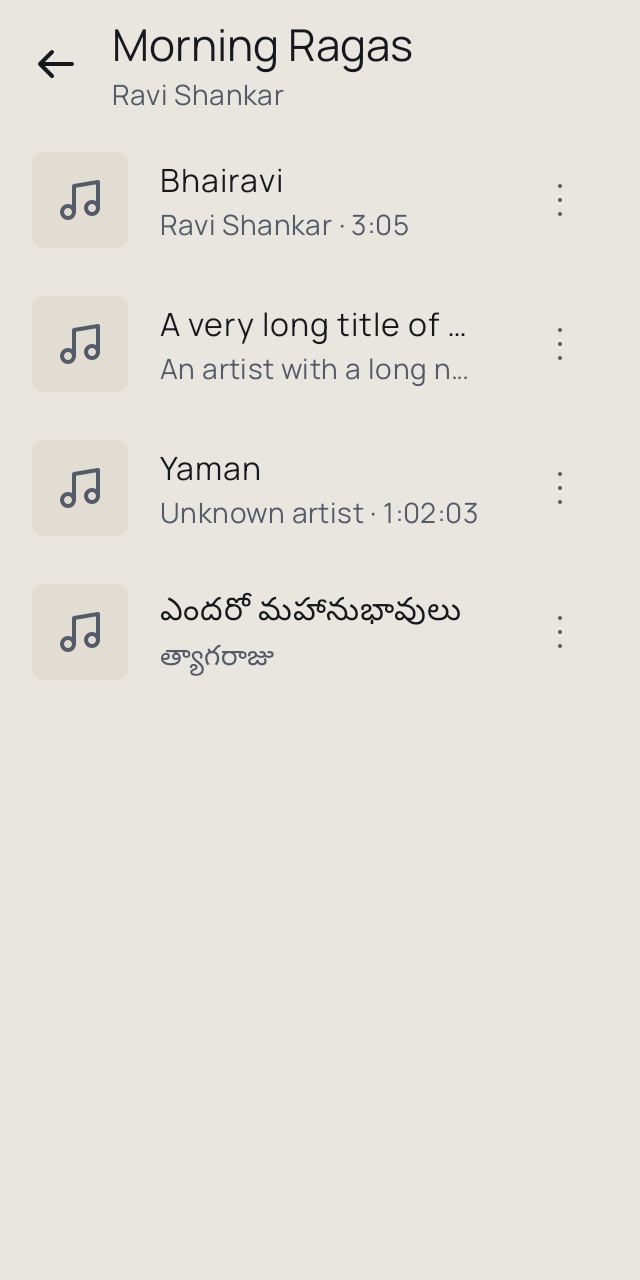 Morning Ragas
Ravi Shankar
Bhairavi
Ravi Shankar · 3:05
A very long title of …
An artist with a long n…
Yaman
Unknown artist · 1:02:03
ఎందరో మహానుభావులు
త్యాగరాజు